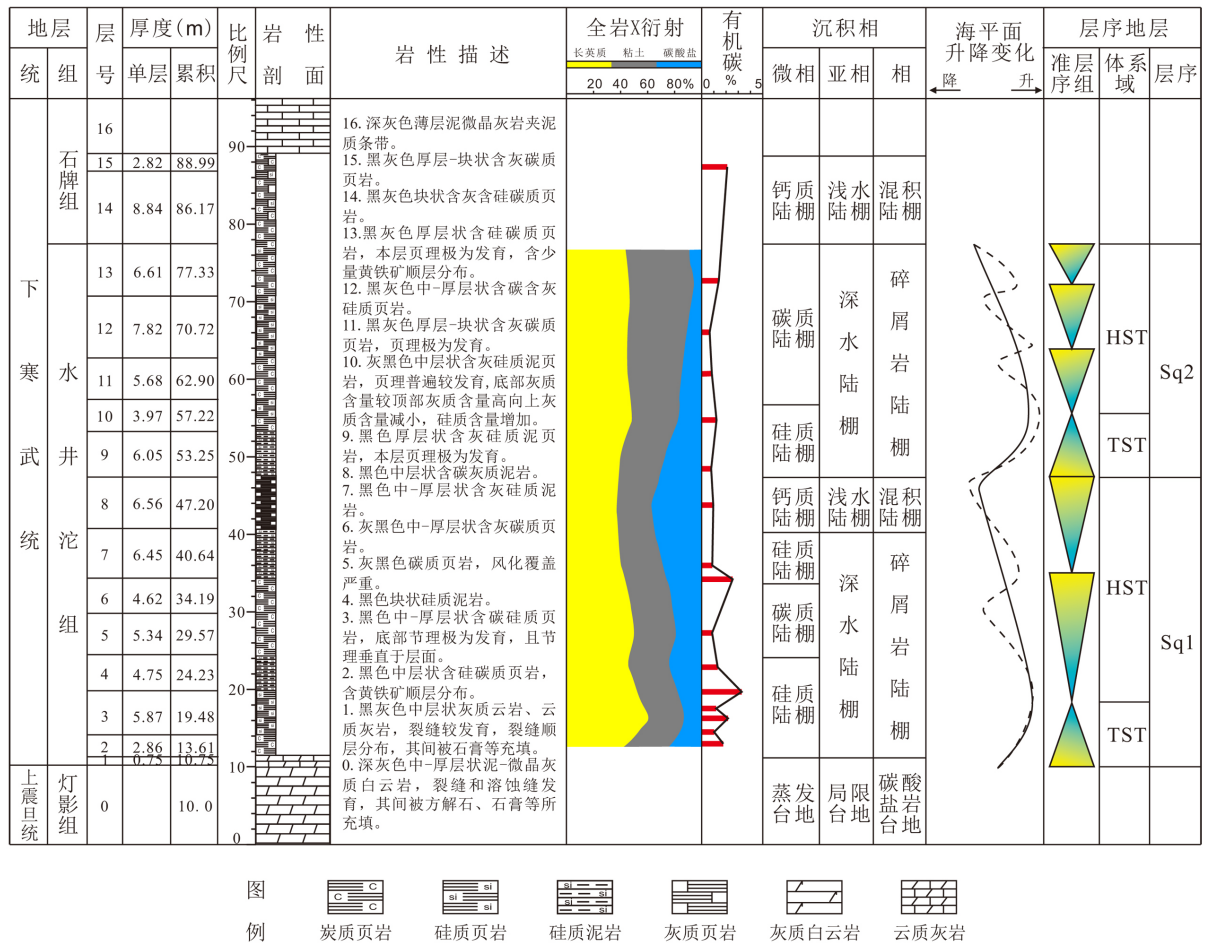 地层
层号
厚度(m)
比例尺
岩性剖面
岩性描述
全岩X衍射
有机碳
%
0 5
沉积相
海平面升降变化
降 升
层序地层
统 组
单层 累积
长英质 粘土 碳酸盐
20 40 60 80%
微相 亚相 相
准层序组
体系域
层序
下寒武统
上震旦统
石牌组
水井沱组
灯影组
16
15 2.82 88.99
14 8.84 86.17
13 6.61 77.33
12 7.82 70.72
11 5.68 62.90
10 3.97 57.22
9 6.05 53.25
8 6.56 47.20
7 6.45 40.64
6 4.62 34.19
5 5.34 29.57
4 4.75 24.23
3 5.87 19.48
2 2.86 13.61
1 0.75 10.75
0 10.0
90
80
70
60
50
40
30
20
10
0
16. 深灰色薄层泥微晶灰岩夹泥
质条带。
15. 黑灰色厚层-块状含灰碳质
页岩。
14. 黑灰色块状含灰含硅碳质页
岩。
13.黑灰色厚层状含硅碳质页
岩，本层页理极为发育，含少
量黄铁矿顺层分布。
12. 黑灰色中-厚层状含碳含灰
硅质页岩。
11. 黑灰色厚层-块状含灰碳质
页岩，页理极为发育。
10. 灰黑色中层状含灰硅质泥页
岩，页理普遍较发育,底部灰质
含量较顶部灰质含量高向上灰
质含量减小，硅质含量增加。
9. 黑色厚层状含灰硅质泥页
岩，本层页理极为发育。
8. 黑色中层状含碳灰质泥岩。
7. 黑色中-厚层状含灰硅质泥
岩。
6. 灰黑色中-厚层状含灰碳质页
岩。
5. 灰黑色碳质页岩，风化覆盖
严重。
4. 黑色块状硅质泥岩。
3. 黑色中-厚层状含碳硅质页
岩，底部节理极为发育，且节
理垂直于层面。
2. 黑色中层状含硅碳质页岩，
含黄铁矿顺层分布。
1. 黑灰色中层状灰质云岩、云
质灰岩，裂缝较发育，裂缝顺
层分布，其间被石膏等充填。
0. 深灰色中-厚层状泥-微晶灰
质白云岩，裂缝和溶蚀缝发
育，其间被方解石、石膏等所
充填。
钙质陆棚 浅水陆棚 混积陆棚
碳质陆棚
硅质陆棚
深水陆棚
碎屑岩陆棚
钙质陆棚 浅水陆棚 混积陆棚
硅质陆棚
碳质陆棚
硅质陆棚
深水陆棚
碎屑岩陆棚
蒸发台地 局限台地 碳酸盐岩台地
HST
TST
Sq2
HST
TST
Sq1
图例
C C C
si si si
si si si
炭质页岩 硅质页岩 硅质泥岩 灰质页岩 灰质白云岩 云质灰岩